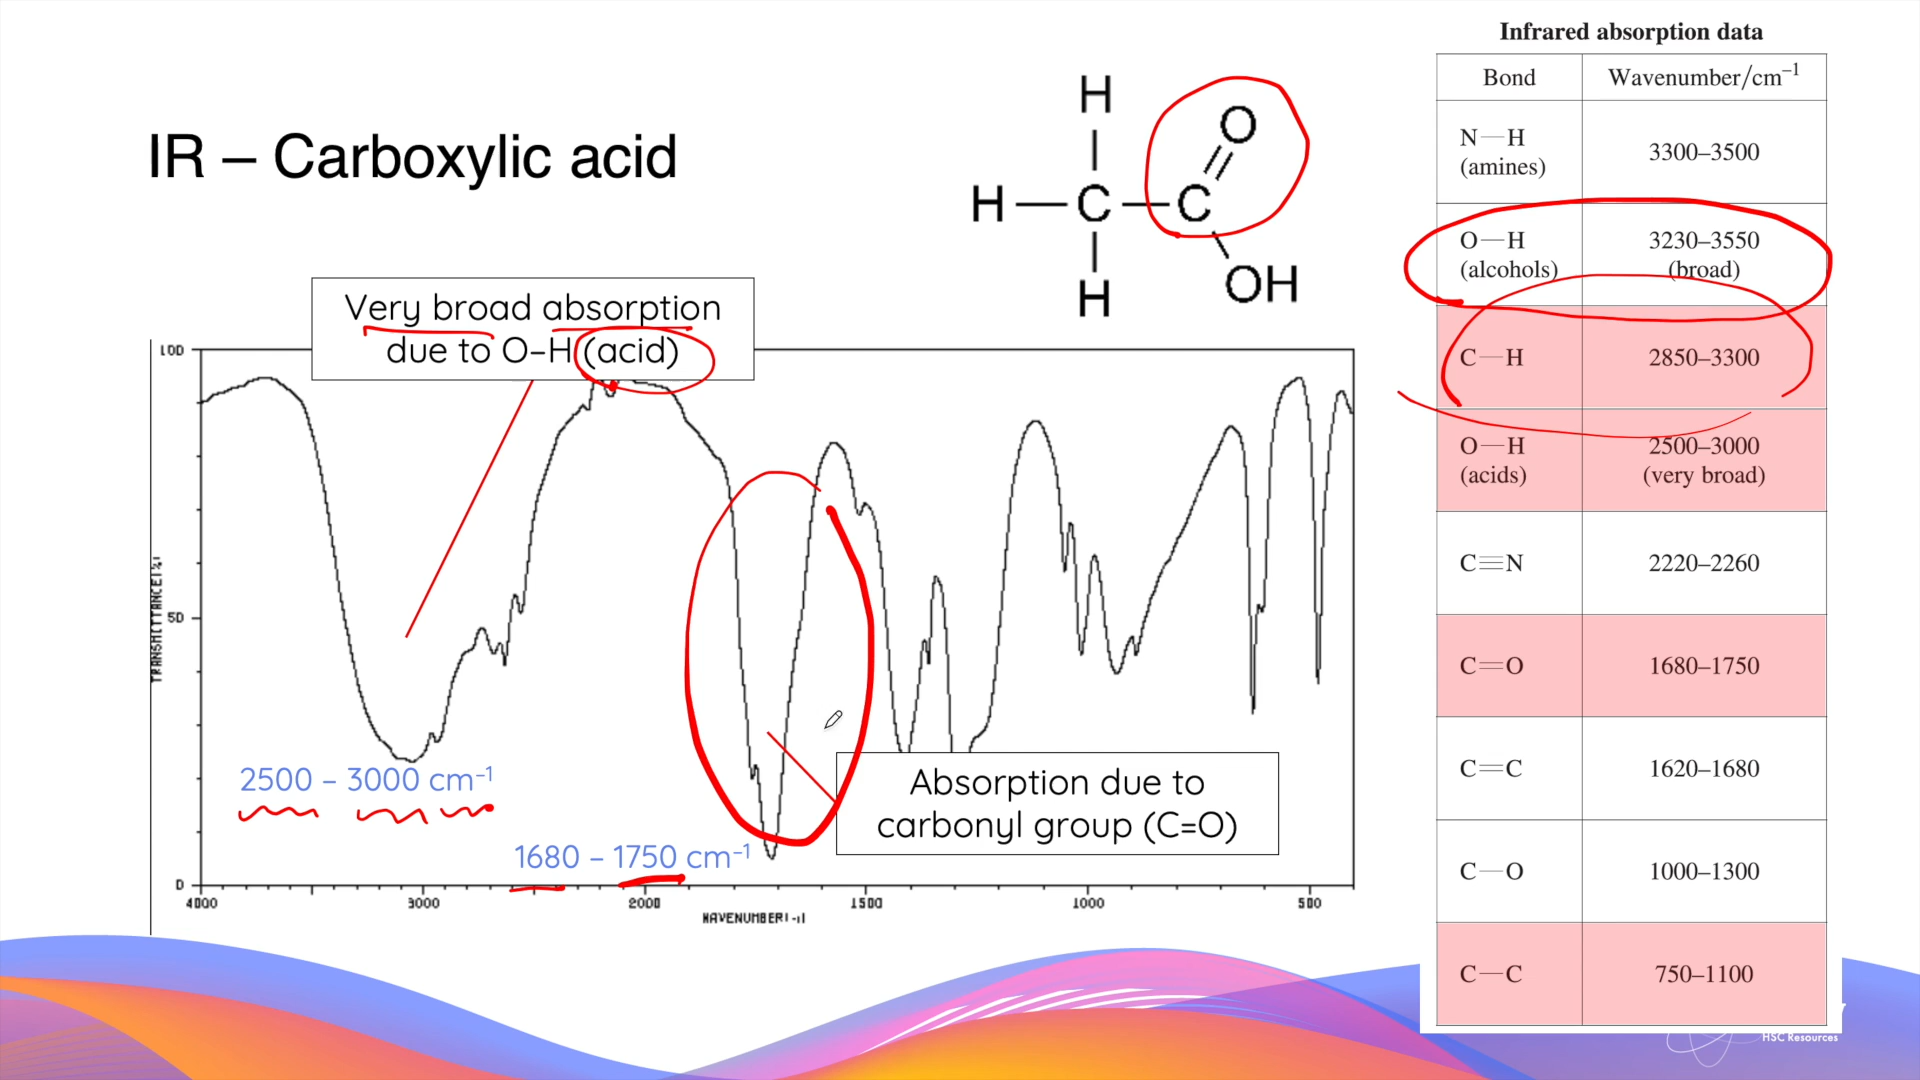 IR – Carboxylic acid
H
H
C
C
O
H
OH
Very broad absorption
due to O–H (acid)
100
50
0
TRANSMITTANCE(%)
2500 – 3000 cm⁻¹
1680 – 1750 cm⁻¹
Absorption due to
carbonyl group (C=O)
4000 3000 2000 1500 1000 500
Infrared absorption data
Bond Wavenumber/cm⁻¹
N—H 3300–3500
(amines)
O—H 3230–3550
(alcohols) (broad)
C—H 2850–3300
O—H 2500–3000
(acids) (very broad)
C≡N 2220–2260
C=O 1680–1750
C=C 1620–1680
C—O 1000–1300
C—C 750–1100
HSC Resources